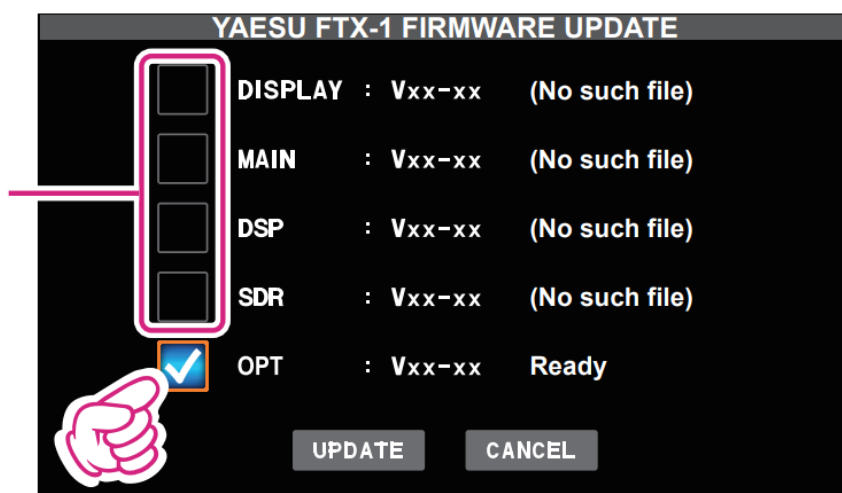 YAESU FTX-1 FIRMWARE UPDATE
DISPLAY : Vxx-xx (No such file)
MAIN : Vxx-xx (No such file)
DSP : Vxx-xx (No such file)
SDR : Vxx-xx (No such file)
OPT : Vxx-xx Ready
UPDATE CANCEL